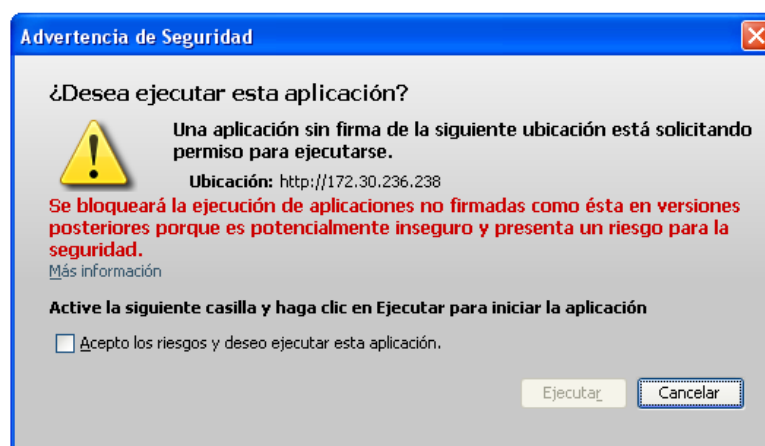 Advertencia de Seguridad
¿Desea ejecutar esta aplicación?
Una aplicación sin firma de la siguiente ubicación está solicitando
permiso para ejecutarse.
Ubicación: http://172.30.236.238
Se bloqueará la ejecución de aplicaciones no firmadas como ésta en versiones
posteriores porque es potencialmente inseguro y presenta un riesgo para la
seguridad.
Más información
Active la siguiente casilla y haga clic en Ejecutar para iniciar la aplicación
Acepto los riesgos y deseo ejecutar esta aplicación.
Ejecutar
Cancelar